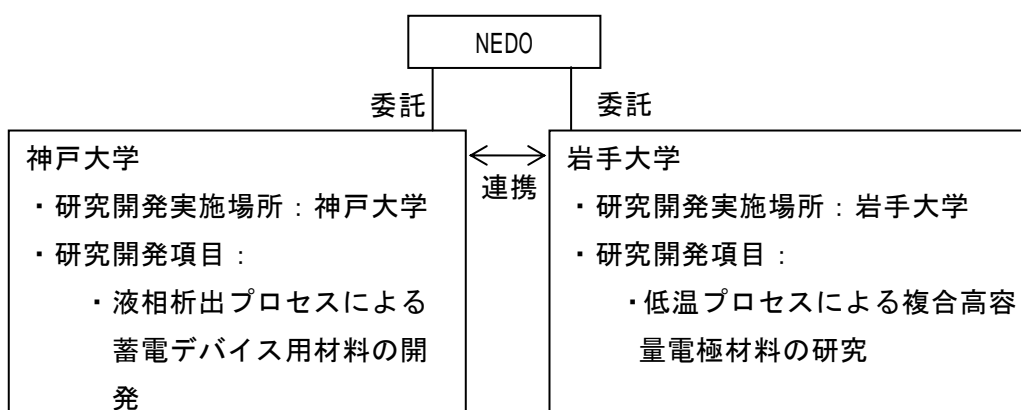 NEDO
委託
委託
神戸大学
・研究開発実施場所：神戸大学
・研究開発項目：
・液相析出プロセスによる
蓄電デバイス用材料の開
発
連携
岩手大学
・研究開発実施場所：岩手大学
・研究開発項目：
・低温プロセスによる複合高容
量電極材料の研究